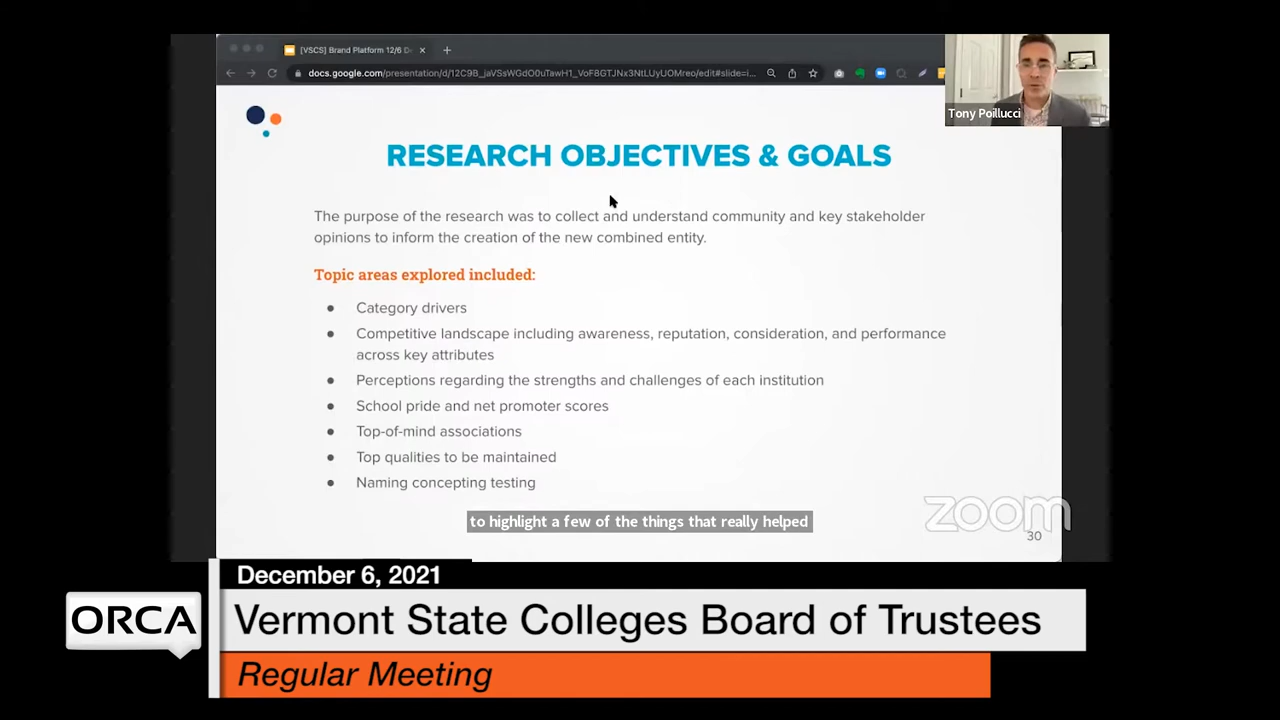 [VSCS] Brand Platform 12/6 D
docs.google.com/presentation/d/12C9B_jaVSsWGdO0uTawH1_VoF8GTJNx3NtLUyUOMreo/edit#slide=i...
Tony Poillucci
RESEARCH OBJECTIVES & GOALS
The purpose of the research was to collect and understand community and key stakeholder
opinions to inform the creation of the new combined entity.
Topic areas explored included:
● Category drivers
● Competitive landscape including awareness, reputation, consideration, and performance
across key attributes
● Perceptions regarding the strengths and challenges of each institution
● School pride and net promoter scores
● Top-of-mind associations
● Top qualities to be maintained
● Naming concepting testing
to highlight a few of the things that really helped
zoom
30
December 6, 2021
ORCA
Vermont State Colleges Board of Trustees
Regular Meeting